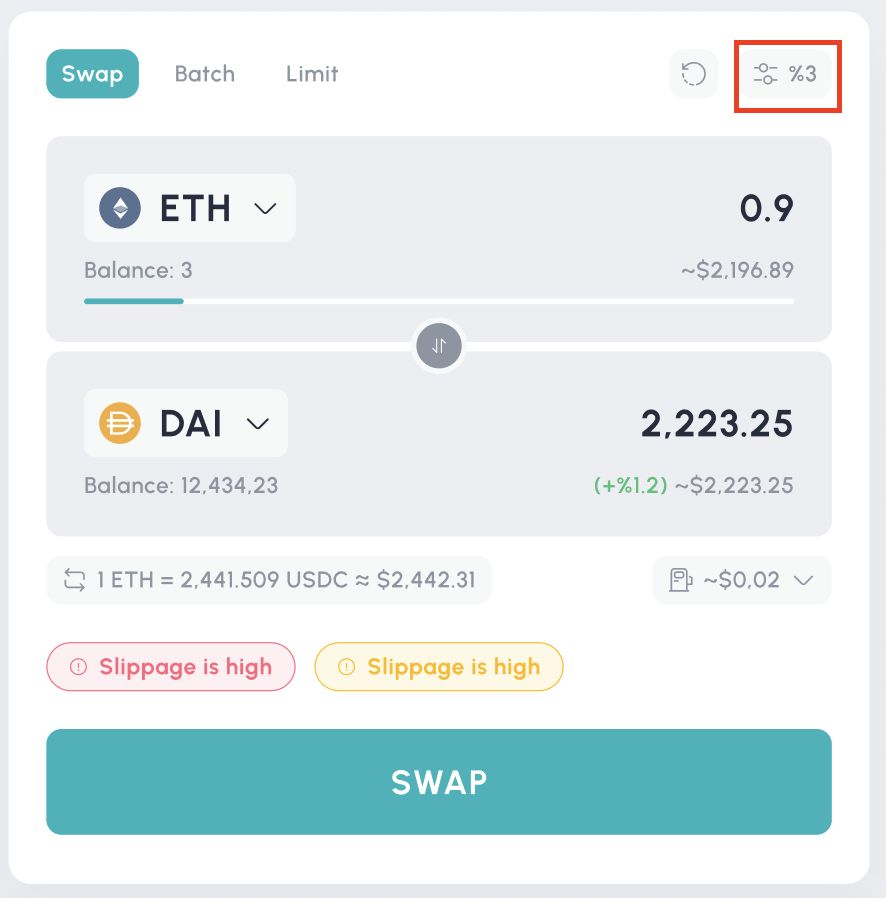 Swap Batch Limit %3
ETH 0.9
Balance: 3 ~$2,196.89
DAI 2,223.25
Balance: 12,434,23 (+%1.2) ~$2,223.25
1 ETH = 2,441.509 USDC ≈ $2,442.31 ~$0,02
Slippage is high Slippage is high
SWAP